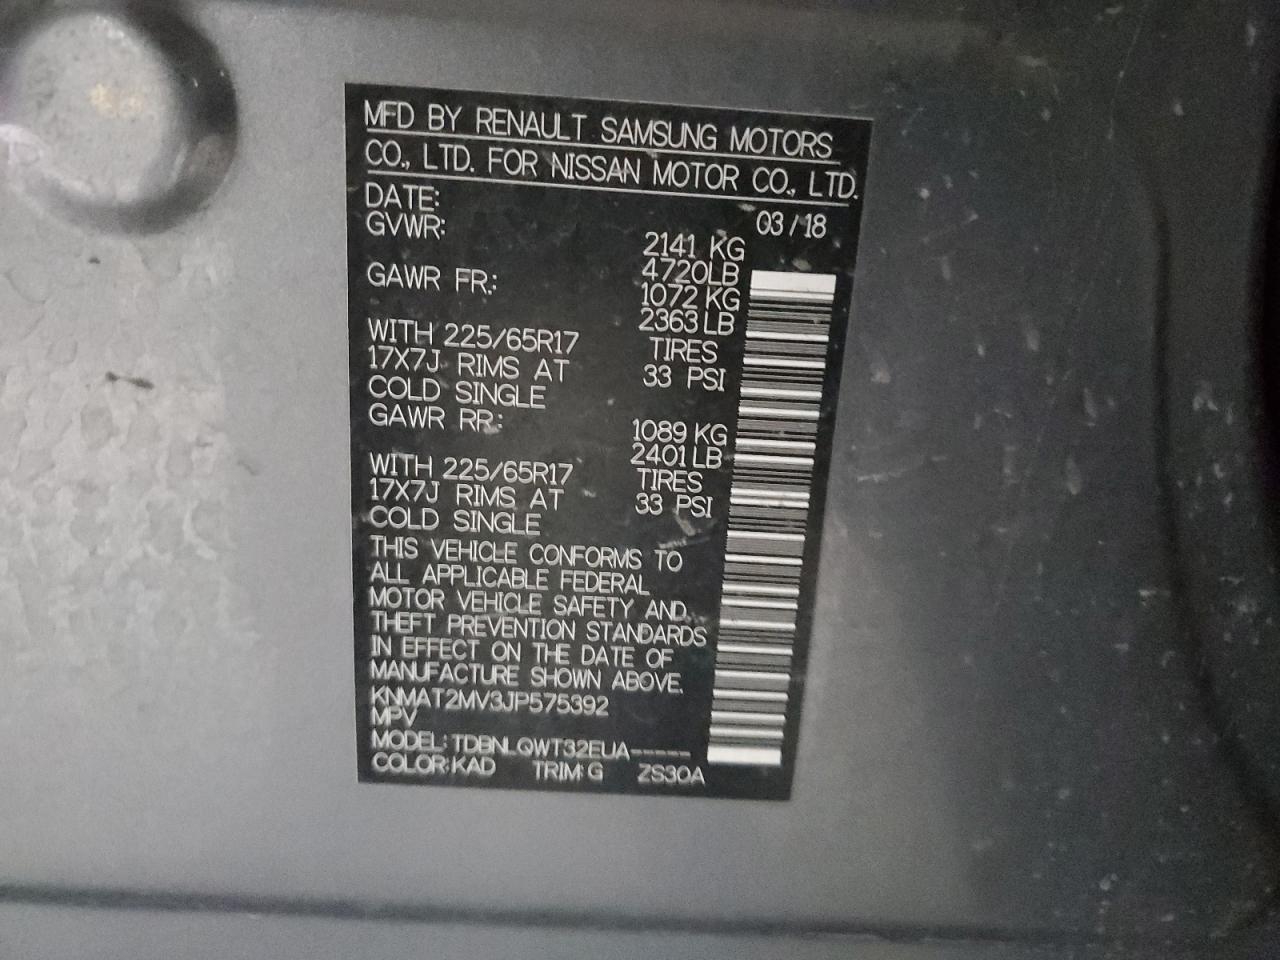 MFD BY RENAULT SAMSUNG MOTORS
CO., LTD. FOR NISSAN MOTOR CO., LTD.
DATE: 03/18
GVWR: 2141 KG
4720LB
GAWR FR: 1072 KG
2363 LB
WITH 225/65R17 TIRES
17X7J RIMS AT 33 PSI
COLD SINGLE
GAWR RR: 1089 KG
2401 LB
WITH 225/65R17 TIRES
17X7J RIMS AT 33 PSI
COLD SINGLE
THIS VEHICLE CONFORMS TO
ALL APPLICABLE FEDERAL
MOTOR VEHICLE SAFETY AND
THEFT PREVENTION STANDARDS
IN EFFECT ON THE DATE OF
MANUFACTURE SHOWN ABOVE.
KNMAT2MV3JP575392
MPV
MODEL: TDBNLQWT32EUA-----
COLOR: KAD TRIM: G ZS30A